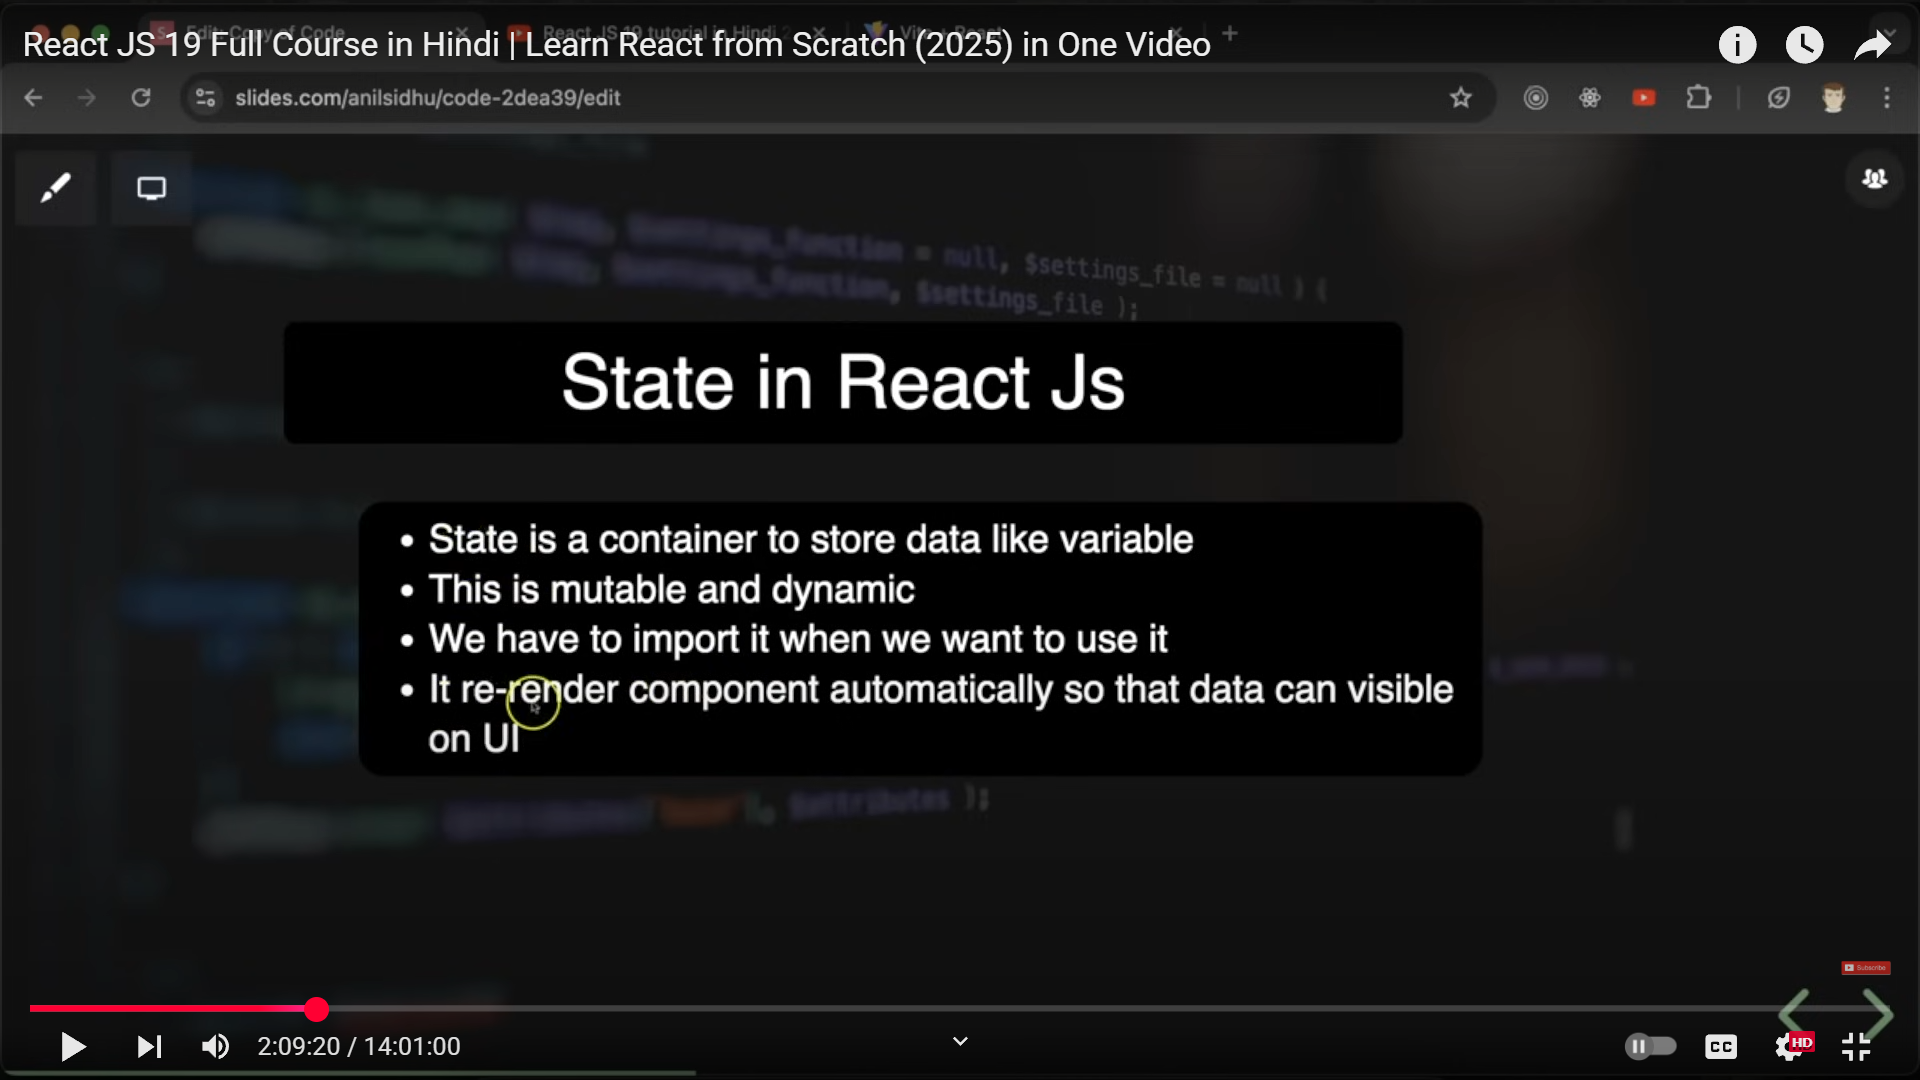 React JS 19 Full Course in Hindi | Learn React from Scratch (2025) in One Video
slides.com/anilsidhu/code-2dea39/edit
= null, $settings_file = null ) {
$settings_file );
State in React Js
• State is a container to store data like variable
• This is mutable and dynamic
• We have to import it when we want to use it
• It re-render component automatically so that data can visible
on UI
$attributes );
Subscribe
2:09:20 / 14:01:00
CC
HD